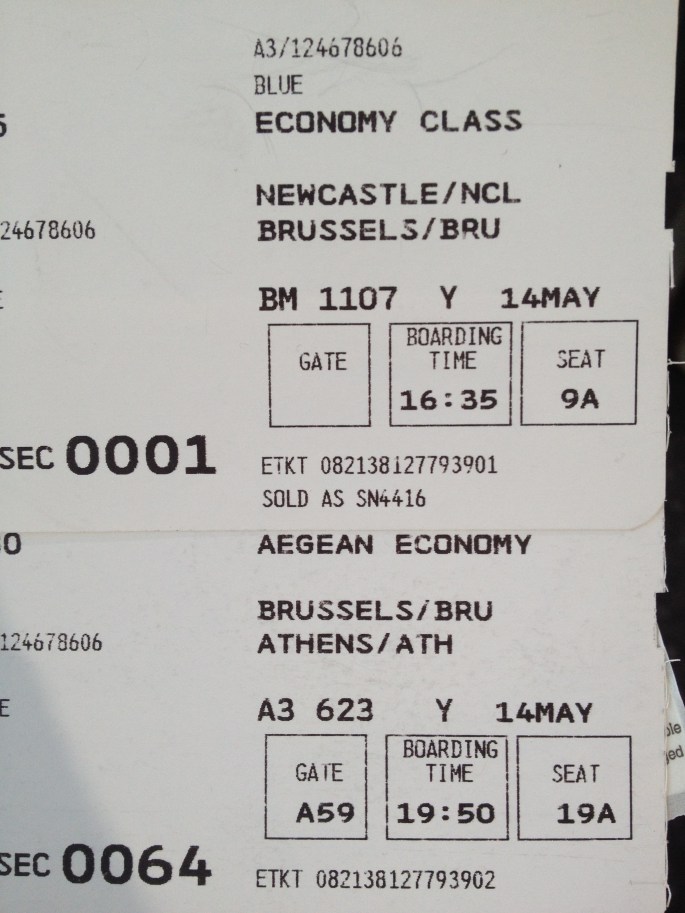 A3/124678606
BLUE
ECONOMY CLASS
NEWCASTLE/NCL
24678606 BRUSSELS/BRU
BM 1107 Y 14MAY
GATE BOARDING TIME SEAT
16:35 9A
SEC 0001 ETKT 082138127793901
SOLD AS SN4416
AEGEAN ECONOMY
BRUSSELS/BRU
124678606 ATHENS/ATH
E A3 623 Y 14MAY
GATE BOARDING TIME SEAT
A59 19:50 19A
SEC 0064 ETKT 082138127793902